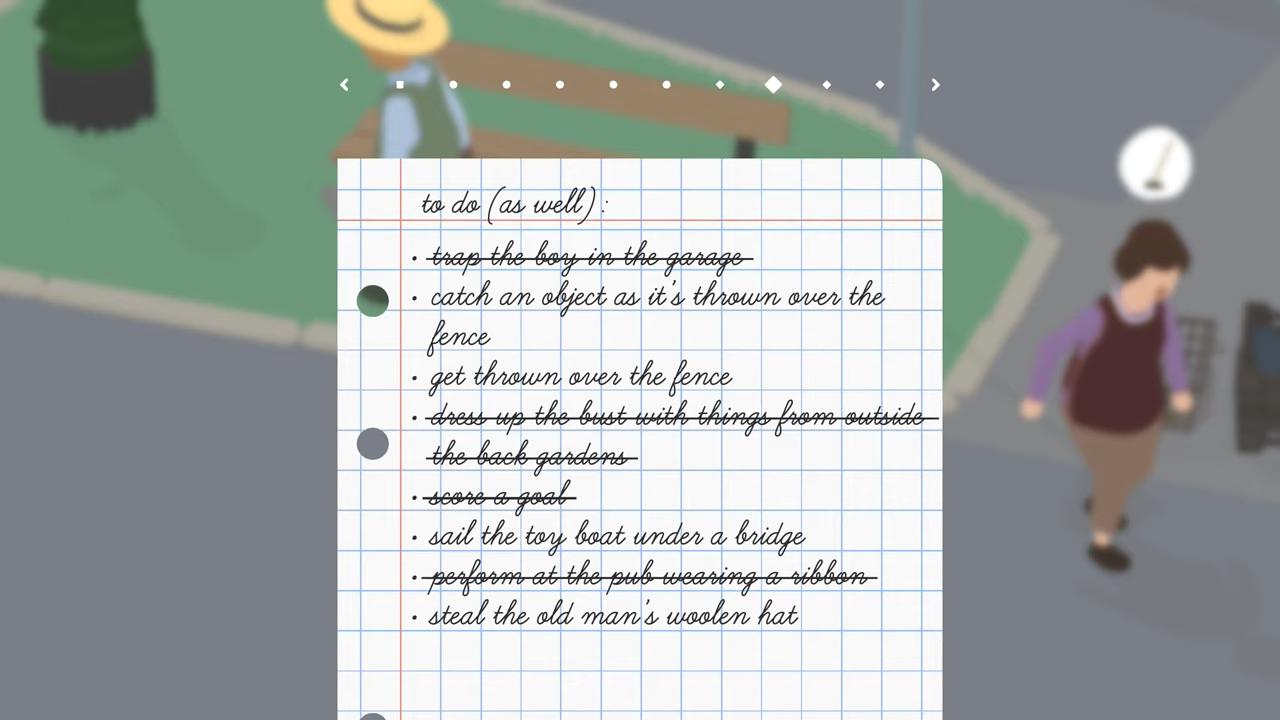 to do (as well):
• trap the boy in the garage
• catch an object as it's thrown over the
fence
• get thrown over the fence
• dress up the bust with things from outside
the back gardens
• score a goal
• sail the toy boat under a bridge
• perform at the pub wearing a ribbon
• steal the old man's woolen hat